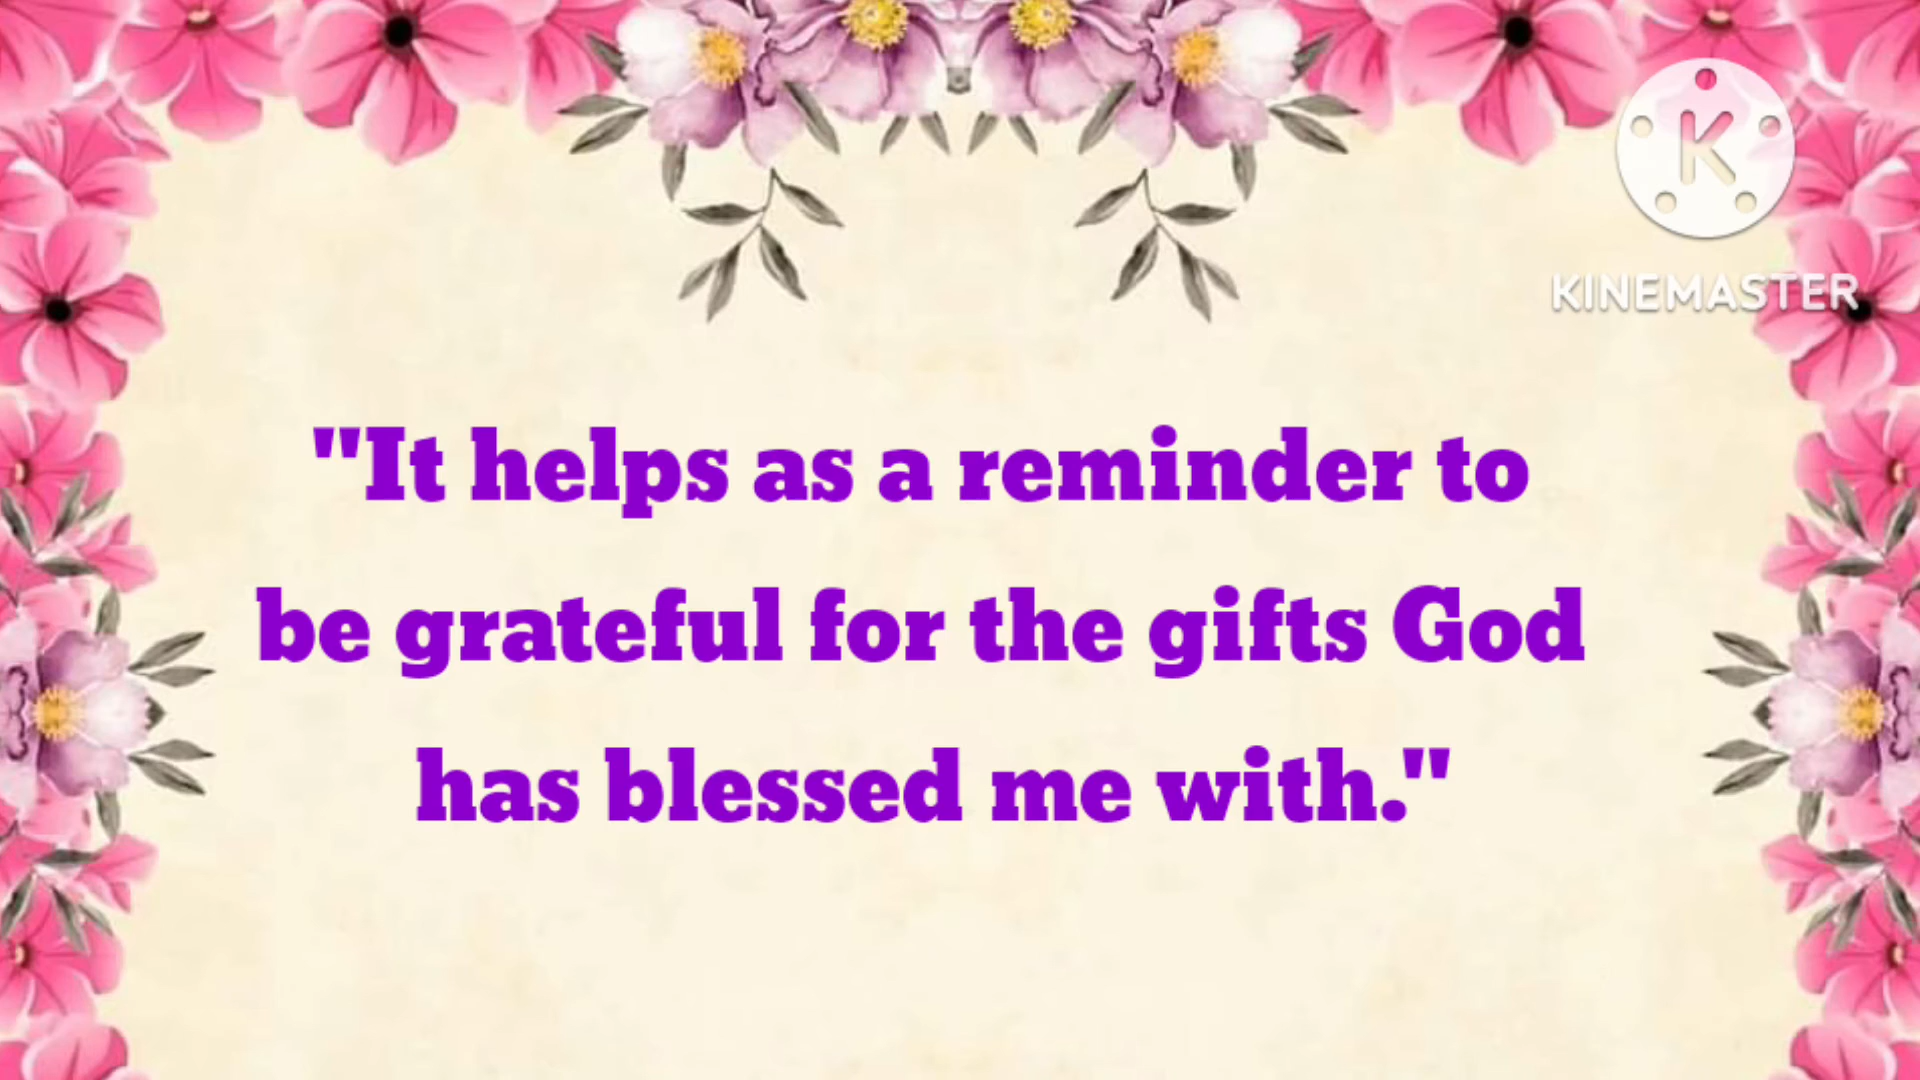 K
KINEMASTER
"It helps as a reminder to
be grateful for the gifts God
has blessed me with."